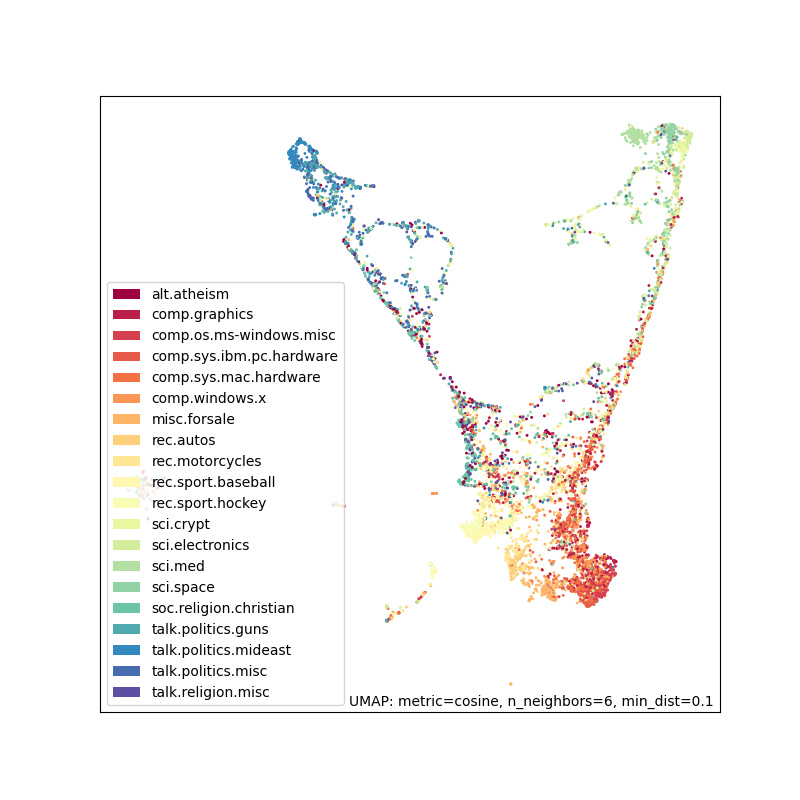 alt.atheism
comp.graphics
comp.os.ms-windows.misc
comp.sys.ibm.pc.hardware
comp.sys.mac.hardware
comp.windows.x
misc.forsale
rec.autos
rec.motorcycles
rec.sport.baseball
rec.sport.hockey
sci.crypt
sci.electronics
sci.med
sci.space
soc.religion.christian
talk.politics.guns
talk.politics.mideast
talk.politics.misc
talk.religion.misc
UMAP: metric=cosine, n_neighbors=6, min_dist=0.1